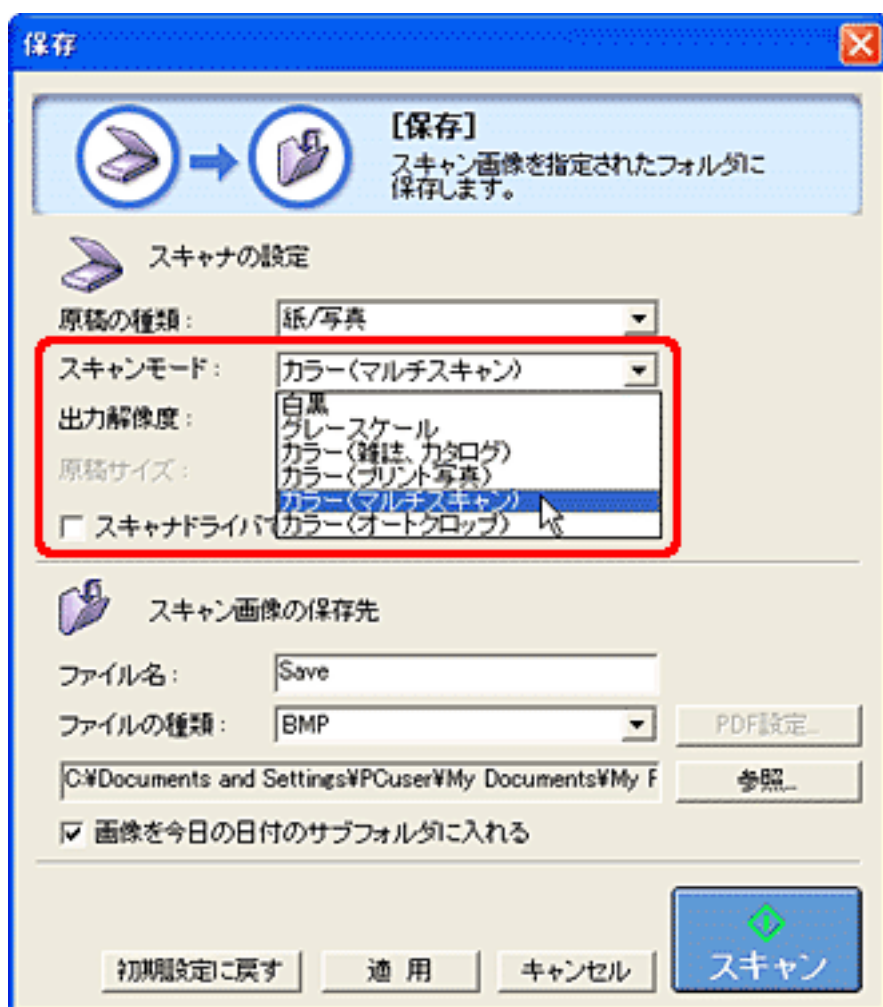 保存
[保存]
スキャン画像を指定されたフォルダに
保存します。
スキャナの設定
原稿の種類：
紙/写真
スキャンモード：
カラー(マルチスキャン)
白黒
グレースケール
カラー(雑誌、カタログ)
カラー(プリント写真)
カラー(マルチスキャン)
カラー(オートクロップ)
出力解像度：
原稿サイズ：
スキャナドライバ
スキャン画像の保存先
ファイル名：
Save
ファイルの種類：
BMP
PDF設定...
C:¥Documents and Settings¥PCuser¥My Documents¥My
参照...
画像を今日の日付のサブフォルダに入れる
初期設定に戻す
適 用
キャンセル
スキャン